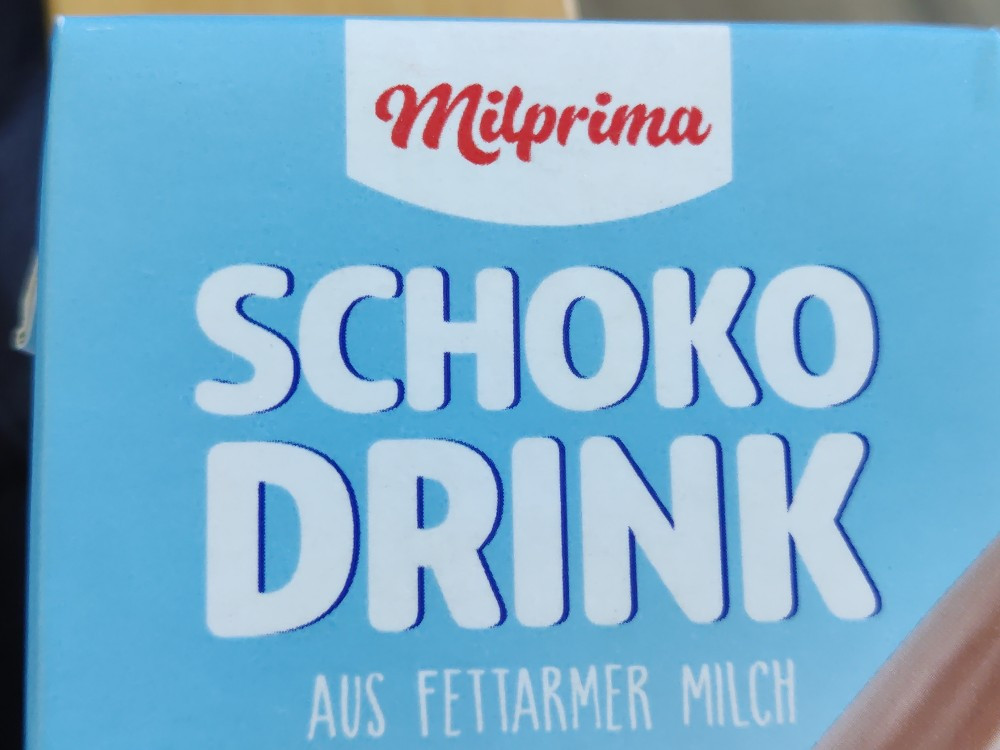 Milprima
SCHOKO
DRINK
AUS FETTARMER MILCH